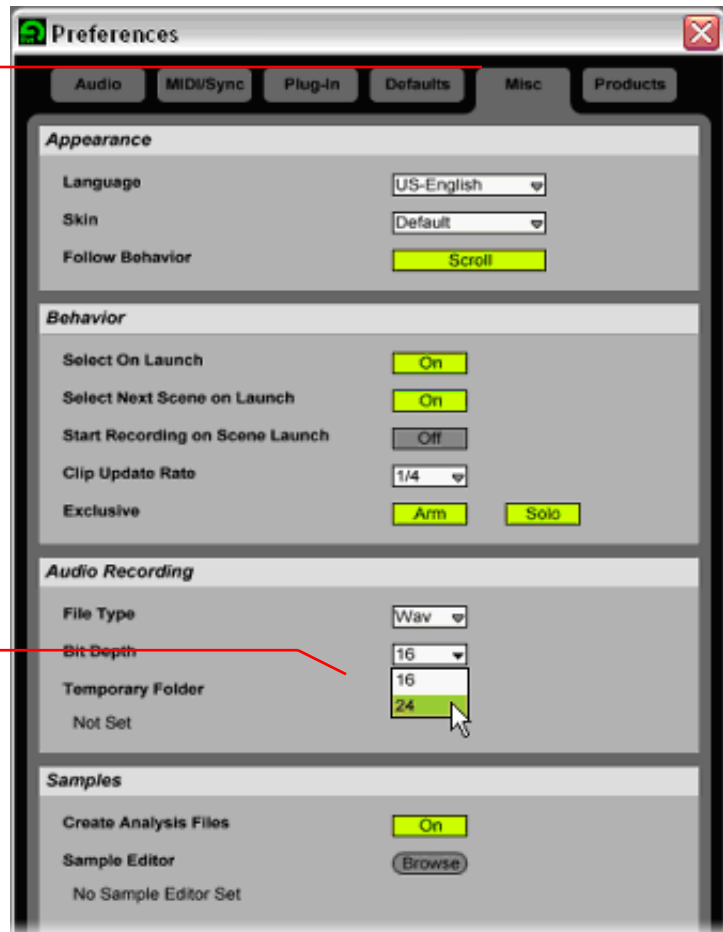 Preferences
Audio MIDI/Sync Plug-In Defaults Misc Products
Appearance
Language US-English
Skin Default
Follow Behavior Scroll
Behavior
Select On Launch On
Select Next Scene on Launch On
Start Recording on Scene Launch Off
Clip Update Rate 1/4
Exclusive Arm Solo
Audio Recording
File Type Wav
Bit Depth 16
16
Temporary Folder
24
Not Set
Samples
Create Analysis Files On
Sample Editor Browse
No Sample Editor Set